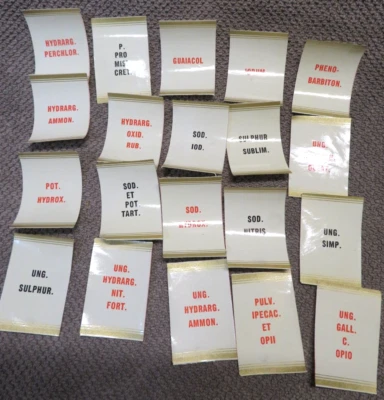 HYDRARG.
PERCHLOR.
P.
PRO
MIS
CRET.
GUAIACOL
PHENO-
BARBITON.
HYDRARG.
AMMON.
HYDRARG.
OXID.
RUB.
SOD.
IOD.
SULPHUR
SUBLIM.
UNG.
POT.
HYDROX.
SOD.
ET
POT
TART.
SOD.
SOD.
NITRIS
UNG.
SIMP.
UNG.
SULPHUR.
UNG.
HYDRARG.
NIT.
FORT.
UNG.
HYDRARG.
AMMON.
PULV.
IPECAC.
ET
OPII
UNG.
GALL.
C.
OPIO